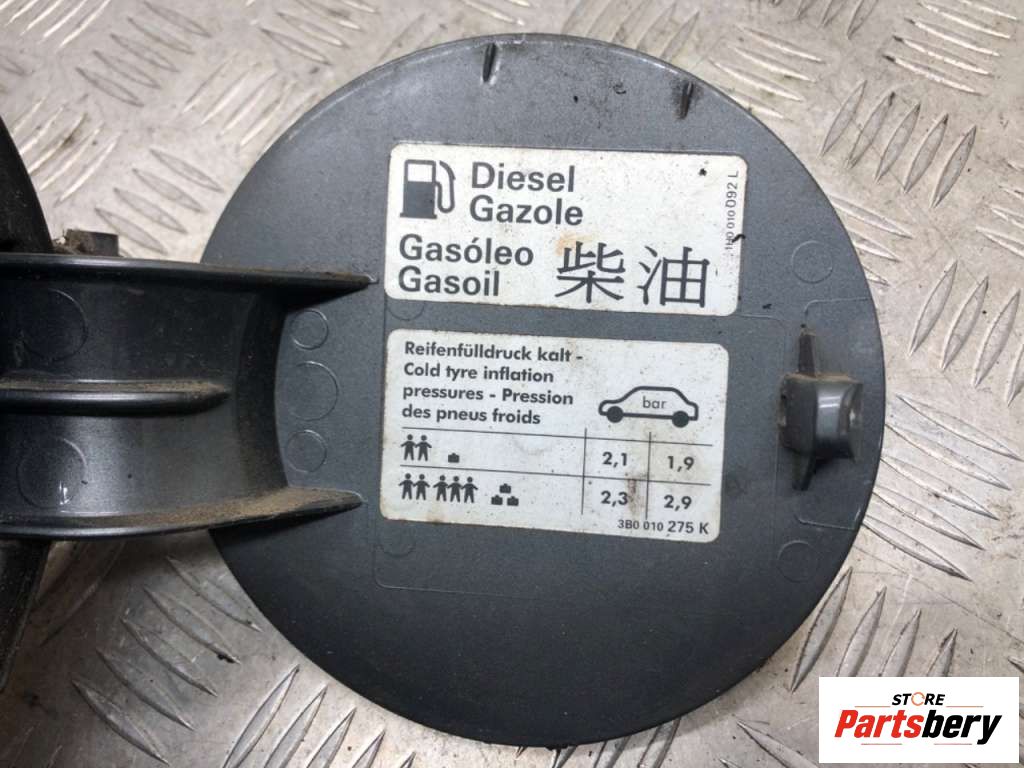 Diesel
Gazole
Gasóleo
Gasoil
柴油
1H0 010 092 L
Reifenfülldruck kalt -
Cold tyre inflation
pressures - Pression
des pneus froids
bar
2,1 1,9
2,3 2,9
3B0 010 275 K
STORE
Partsbery